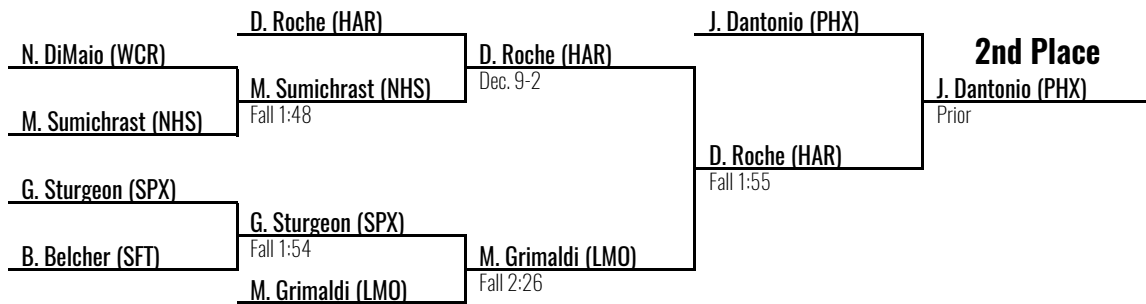 D. Roche (HAR)
J. Dantonio (PHX)
N. DiMaio (WCR)
D. Roche (HAR)
2nd Place
Dec. 9-2
M. Sumichrast (NHS)
J. Dantonio (PHX)
Fall 1:48
Prior
M. Sumichrast (NHS)
D. Roche (HAR)
Fall 1:55
G. Sturgeon (SPX)
G. Sturgeon (SPX)
Fall 1:54
B. Belcher (SFT)
M. Grimaldi (LMO)
Fall 2:26
M. Grimaldi (LMO)